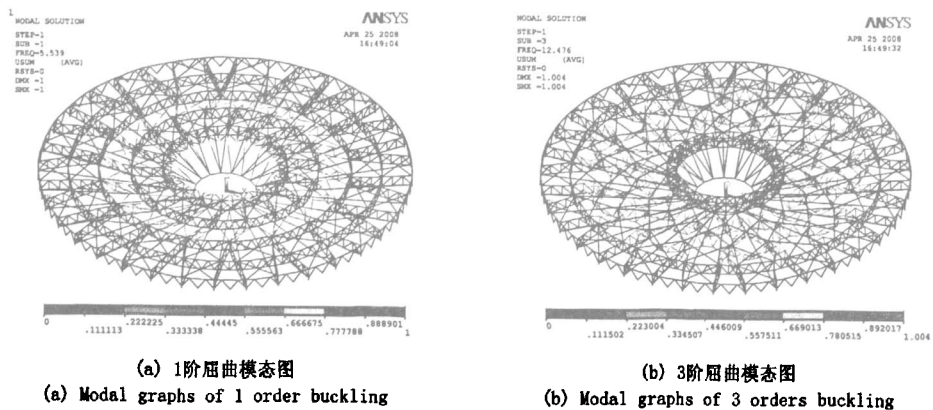 1
NODAL SOLUTION
STEP=1
SUB =1
FREQ=5.539
USUM (AVG)
RSYS=0
DMX =1
SMX =1
ANSYS
APR 25 2008
16:49:04
0
.111113
.222225
.333338
.44445
.555563
.666675
.777788
.888901
1
(a) 1阶屈曲模态图
(a) Modal graphs of 1 order buckling
NODAL SOLUTION
STEP=1
SUB =3
FREQ=12.476
USUM (AVG)
RSYS=0
DMX =1.004
SMX =1.004
ANSYS
APR 25 2008
16:49:32
0
.111502
.223004
.334507
.446009
.557511
.669013
.780515
.892017
1.004
(b) 3阶屈曲模态图
(b) Modal graphs of 3 orders buckling